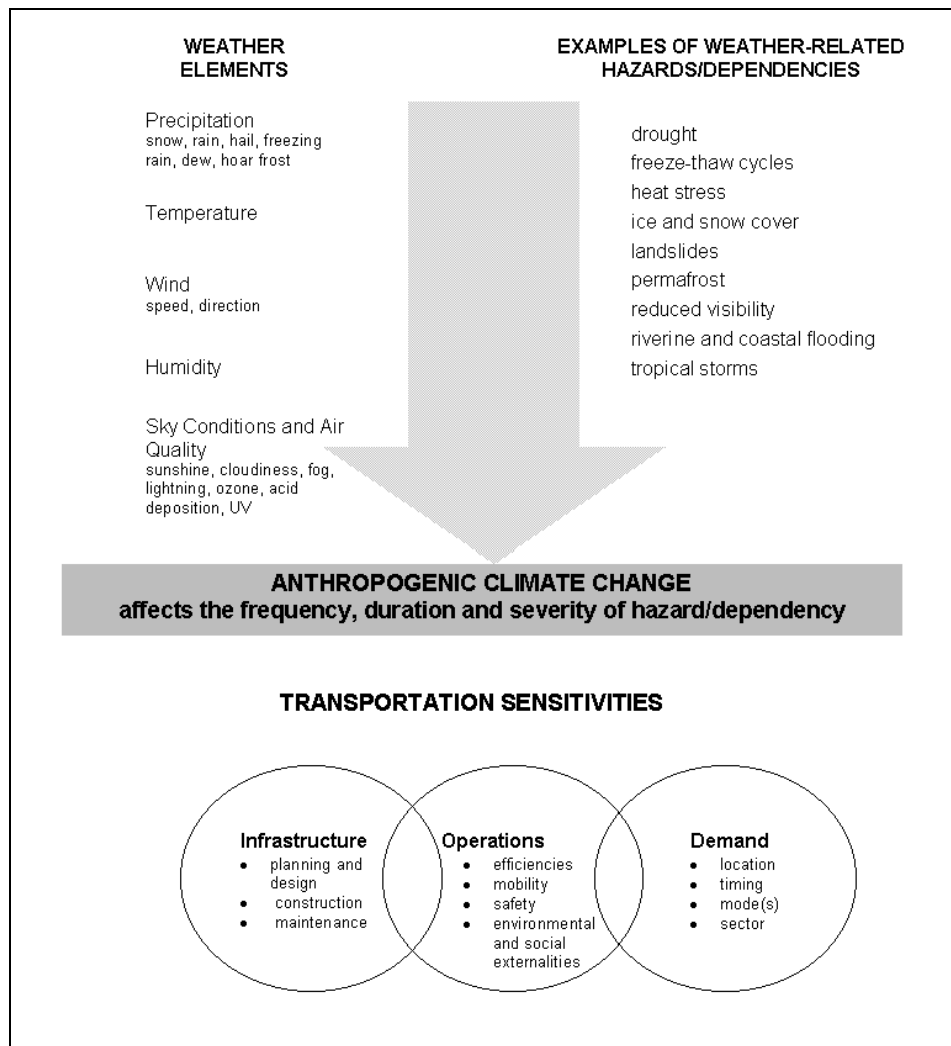 WEATHER
ELEMENTS
Precipitation
snow, rain, hail, freezing
rain, dew, hoar frost
Temperature
Wind
speed, direction
Humidity
Sky Conditions and Air
Quality
sunshine, cloudiness, fog,
lightning, ozone, acid
deposition, UV
EXAMPLES OF WEATHER-RELATED
HAZARDS/DEPENDENCIES
drought
freeze-thaw cycles
heat stress
ice and snow cover
landslides
permafrost
reduced visibility
riverine and coastal flooding
tropical storms
ANTHROPOGENIC CLIMATE CHANGE
affects the frequency, duration and severity of hazard/dependency
TRANSPORTATION SENSITIVITIES
Infrastructure
• planning and
design
• construction
• maintenance
Operations
• efficiencies
• mobility
• safety
• environmental
and social
externalities
Demand
• location
• timing
• mode(s)
• sector